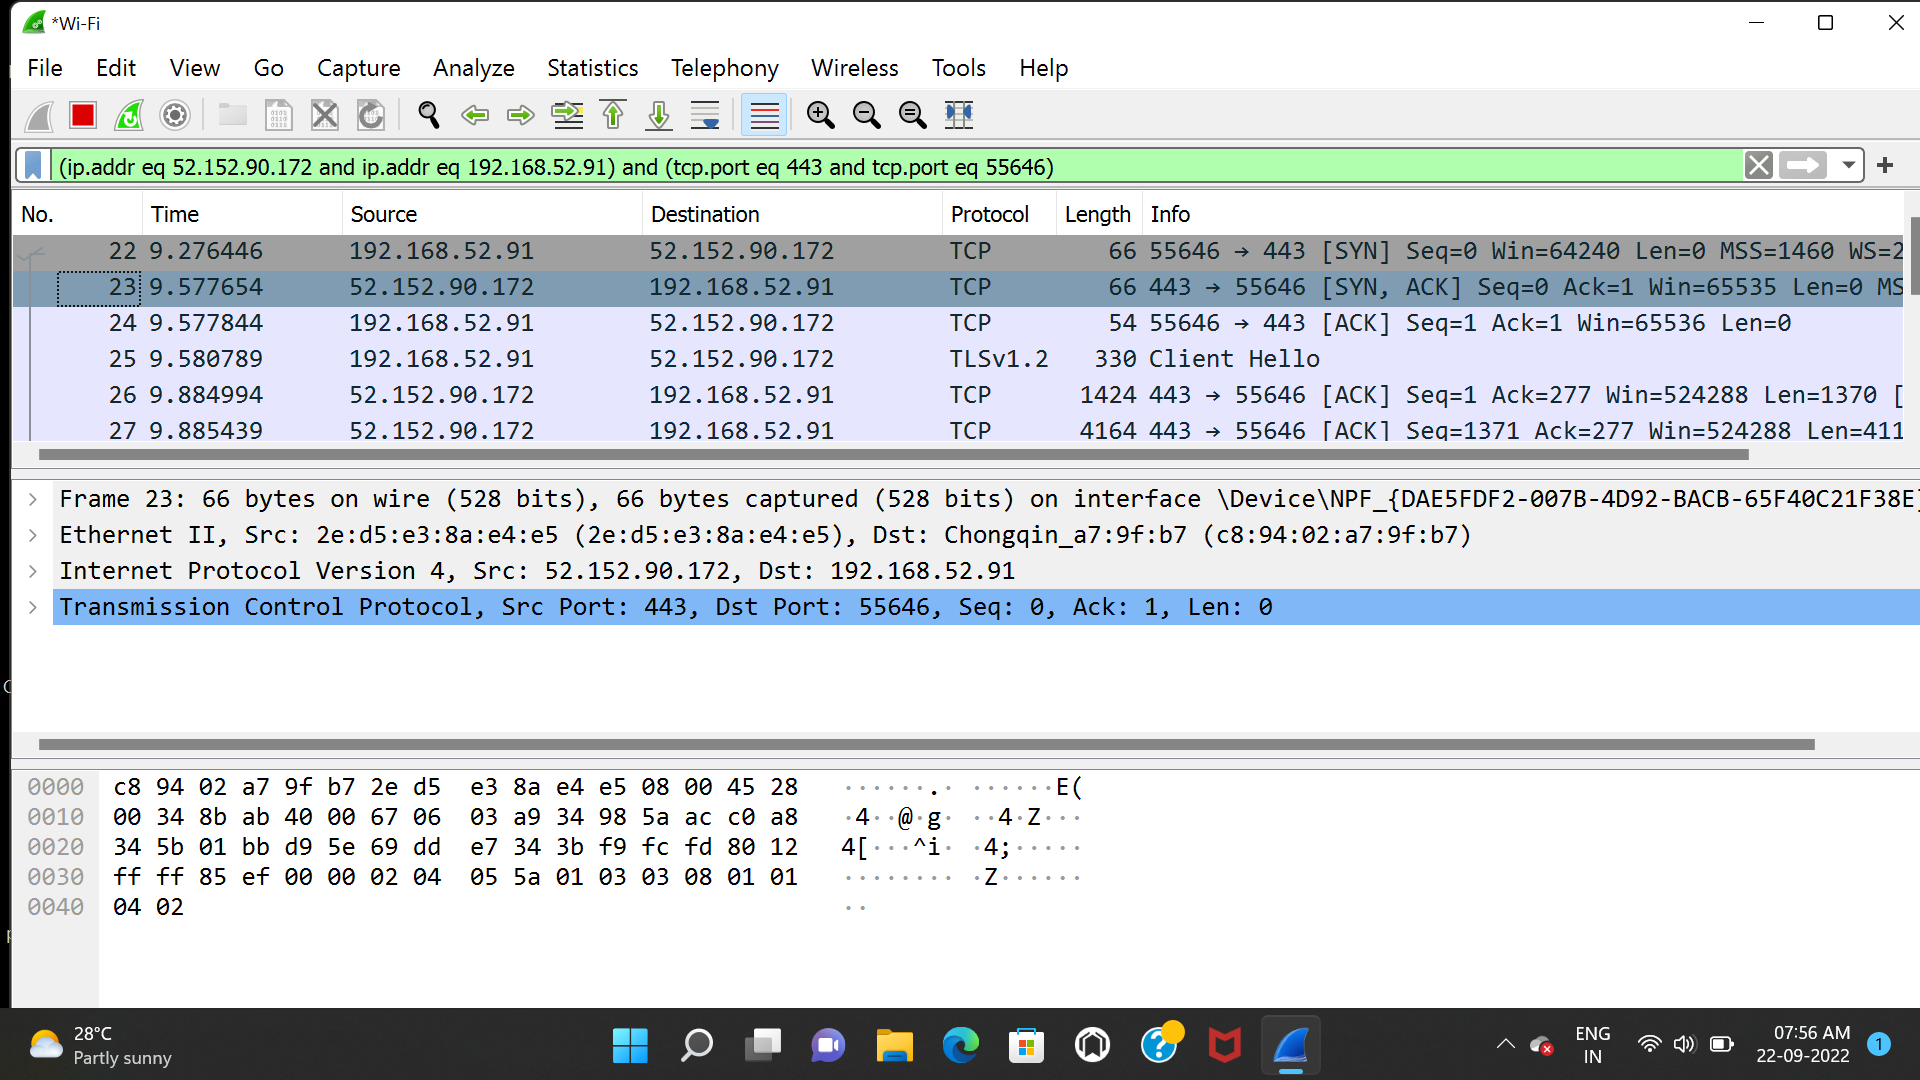 *Wi-Fi
File Edit View Go Capture Analyze Statistics Telephony Wireless Tools Help
(ip.addr eq 52.152.90.172 and ip.addr eq 192.168.52.91) and (tcp.port eq 443 and tcp.port eq 55646)
No. Time Source Destination Protocol Length Info
22 9.276446 192.168.52.91 52.152.90.172 TCP 66 55646 → 443 [SYN] Seq=0 Win=64240 Len=0 MSS=1460 WS=2
23 9.577654 52.152.90.172 192.168.52.91 TCP 66 443 → 55646 [SYN, ACK] Seq=0 Ack=1 Win=65535 Len=0 MS
24 9.577844 192.168.52.91 52.152.90.172 TCP 54 55646 → 443 [ACK] Seq=1 Ack=1 Win=65536 Len=0
25 9.580789 192.168.52.91 52.152.90.172 TLSv1.2 330 Client Hello
26 9.884994 52.152.90.172 192.168.52.91 TCP 1424 443 → 55646 [ACK] Seq=1 Ack=277 Win=524288 Len=1370 [
27 9.885439 52.152.90.172 192.168.52.91 TCP 4164 443 → 55646 [ACK] Seq=1371 Ack=277 Win=524288 Len=411
Frame 23: 66 bytes on wire (528 bits), 66 bytes captured (528 bits) on interface \Device\NPF_{DAE5FDF2-007B-4D92-BACB-65F40C21F38E}
Ethernet II, Src: 2e:d5:e3:8a:e4:e5 (2e:d5:e3:8a:e4:e5), Dst: Chongqin_a7:9f:b7 (c8:94:02:a7:9f:b7)
Internet Protocol Version 4, Src: 52.152.90.172, Dst: 192.168.52.91
Transmission Control Protocol, Src Port: 443, Dst Port: 55646, Seq: 0, Ack: 1, Len: 0
0000 c8 94 02 a7 9f b7 2e d5 e3 8a e4 e5 08 00 45 28 ······.· ······E(
0010 00 34 8b ab 40 00 67 06 03 a9 34 98 5a ac c0 a8 ·4··@·g· ··4·Z···
0020 34 5b 01 bb d9 5e 69 dd e7 34 3b f9 fc fd 80 12 4[···^i· ·4;·····
0030 ff ff 85 ef 00 00 02 04 05 5a 01 03 03 08 01 01 ········ ·Z······
0040 04 02 ··
28°C
Partly sunny
ENG
IN
07:56 AM
22-09-2022
1